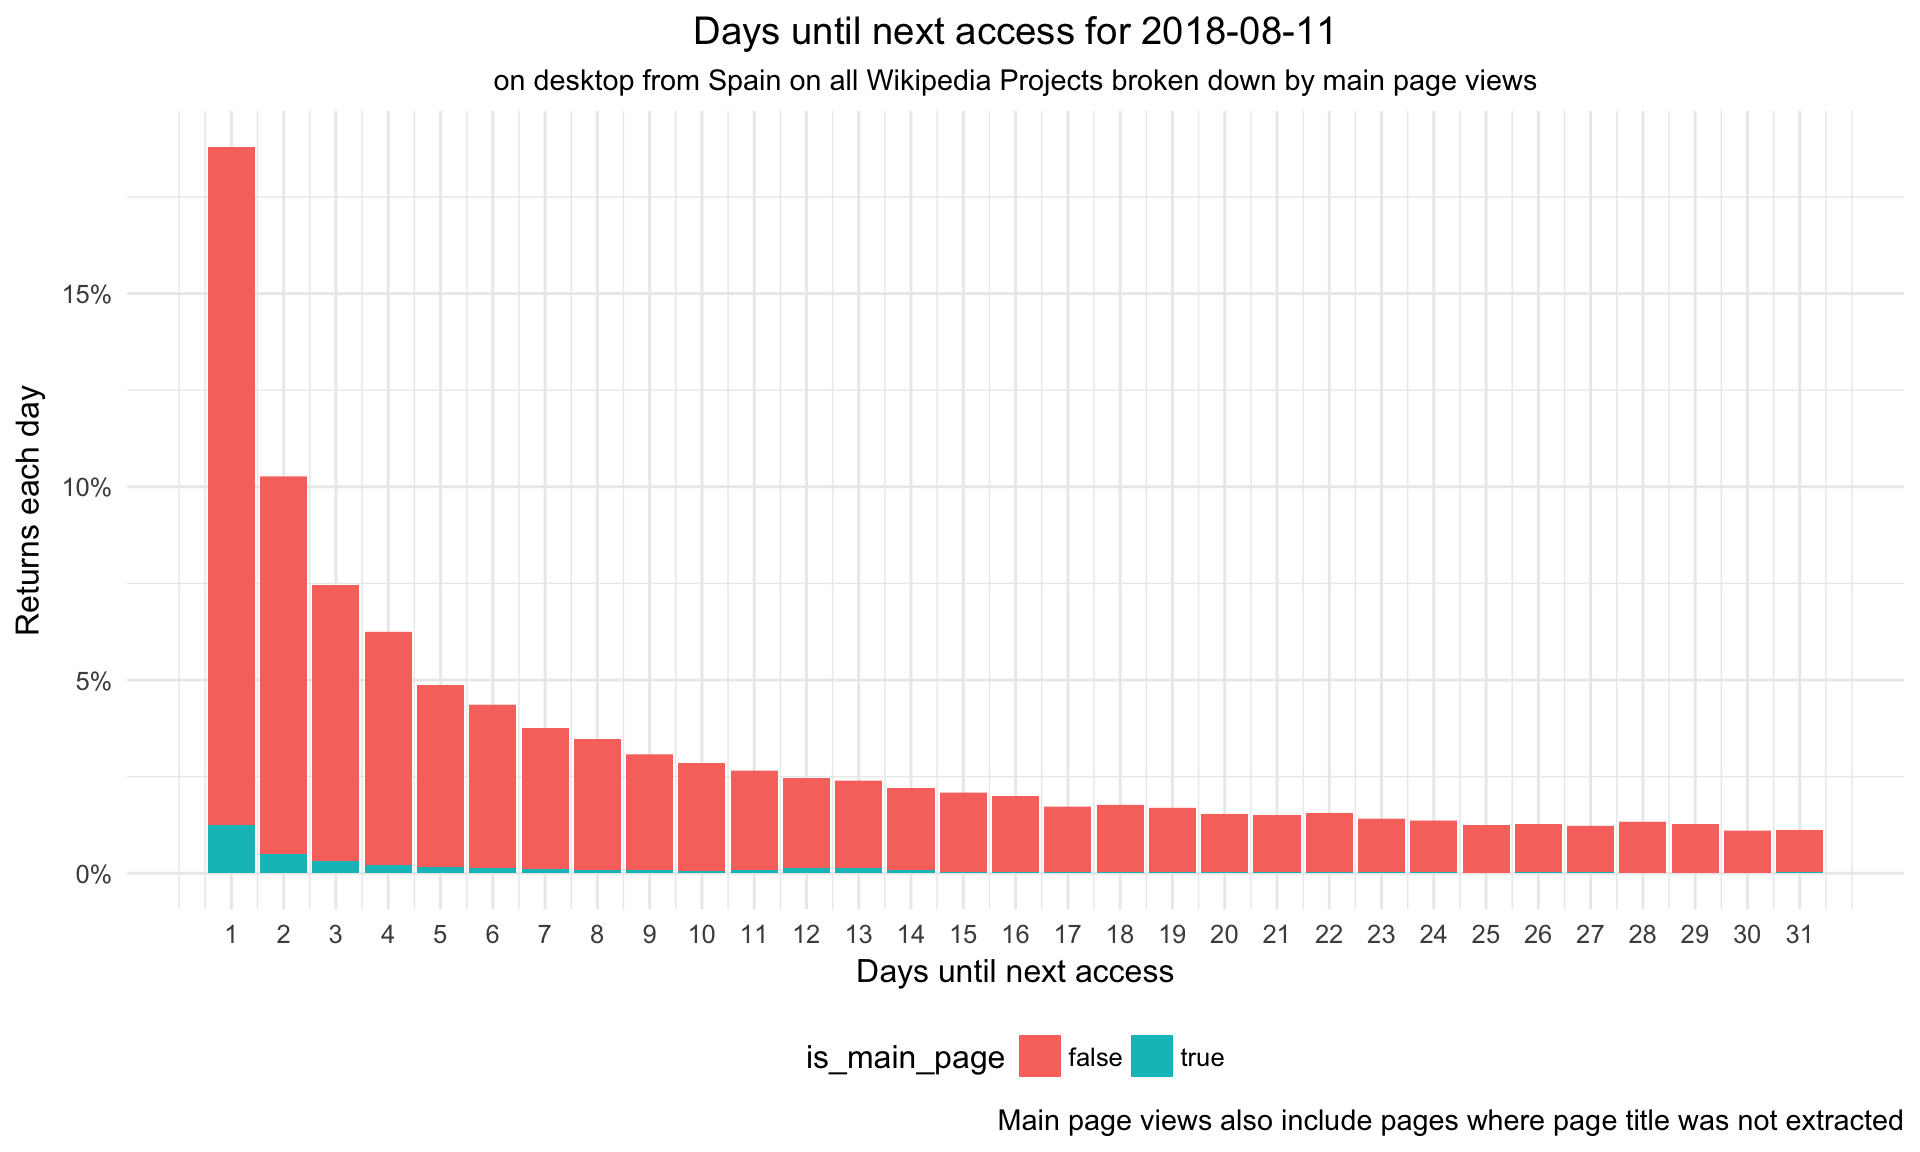 Days until next access for 2018-08-11
on desktop from Spain on all Wikipedia Projects broken down by main page views
Returns each day
15%
10%
5%
0%
1 2 3 4 5 6 7 8 9 10 11 12 13 14 15 16 17 18 19 20 21 22 23 24 25 26 27 28 29 30 31
Days until next access
is_main_page false true
Main page views also include pages where page title was not extracted